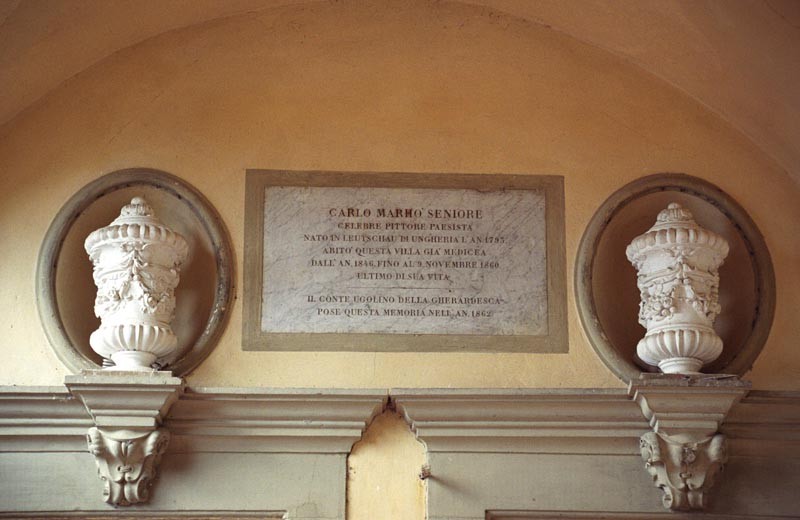 CARLO MARHÒ SENIORE
CELEBRE PITTORE PAESISTA
NATO IN LEUTSCHAU DI UNGHERIA L'AN. 1793.
ABITÒ QUESTA VILLA GIÀ MEDICEA
DALL'AN. 1846. FINO AL 9. NOVEMBRE 1860
ULTIMO DI SUA VITA
IL CONTE UGOLINO DELLA GHERARDESCA
POSE QUESTA MEMORIA NELL'AN. 1862